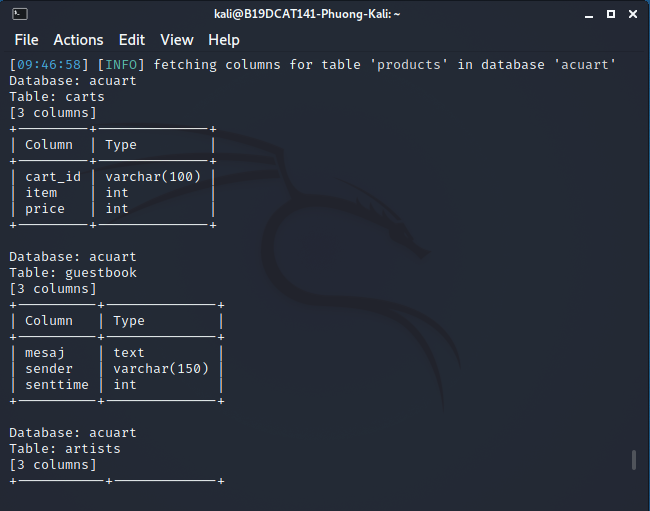 kali@B19DCAT141-Phuong-Kali: ~
File Actions Edit View Help
[09:46:58] [INFO] fetching columns for table 'products' in database 'acuart'
Database: acuart
Table: carts
[3 columns]
+---------+--------------+
| Column | Type |
+---------+--------------+
| cart_id | varchar(100) |
| item | int |
| price | int |
+---------+--------------+
Database: acuart
Table: guestbook
[3 columns]
+----------+--------------+
| Column | Type |
+----------+--------------+
| mesaj | text |
| sender | varchar(150) |
| senttime | int |
+----------+--------------+
Database: acuart
Table: artists
[3 columns]
+-----------+-------------+